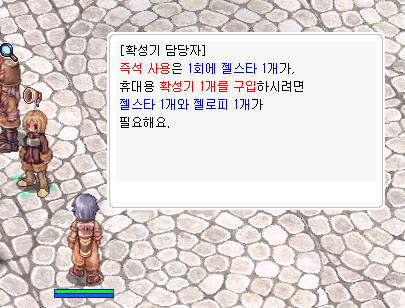 [확성기 담당자]
즉석 사용은 1회에 젤스타 1개가,
휴대용 확성기 1개를 구입하시려면
젤스타 1개와 젤로피 1개가
필요해요.